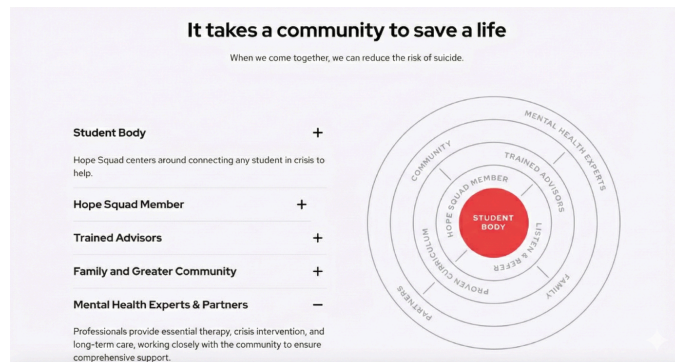 It takes a community to save a life
When we come together, we can reduce the risk of suicide.
Student Body
Hope Squad centers around connecting any student in crisis to
help.
Hope Squad Member
Trained Advisors
Family and Greater Community
Mental Health Experts & Partners
Professionals provide essential therapy, crisis intervention, and
long-term care, working closely with the community to ensure
comprehensive support.
MENTAL HEALTH EXPERTS
COMMUNITY
TRAINED ADVISORS
HOPE SQUAD MEMBER
STUDENT
BODY
LISTEN & REFER
PROVEN CURRICULUM
FAMILY
PARTNERS